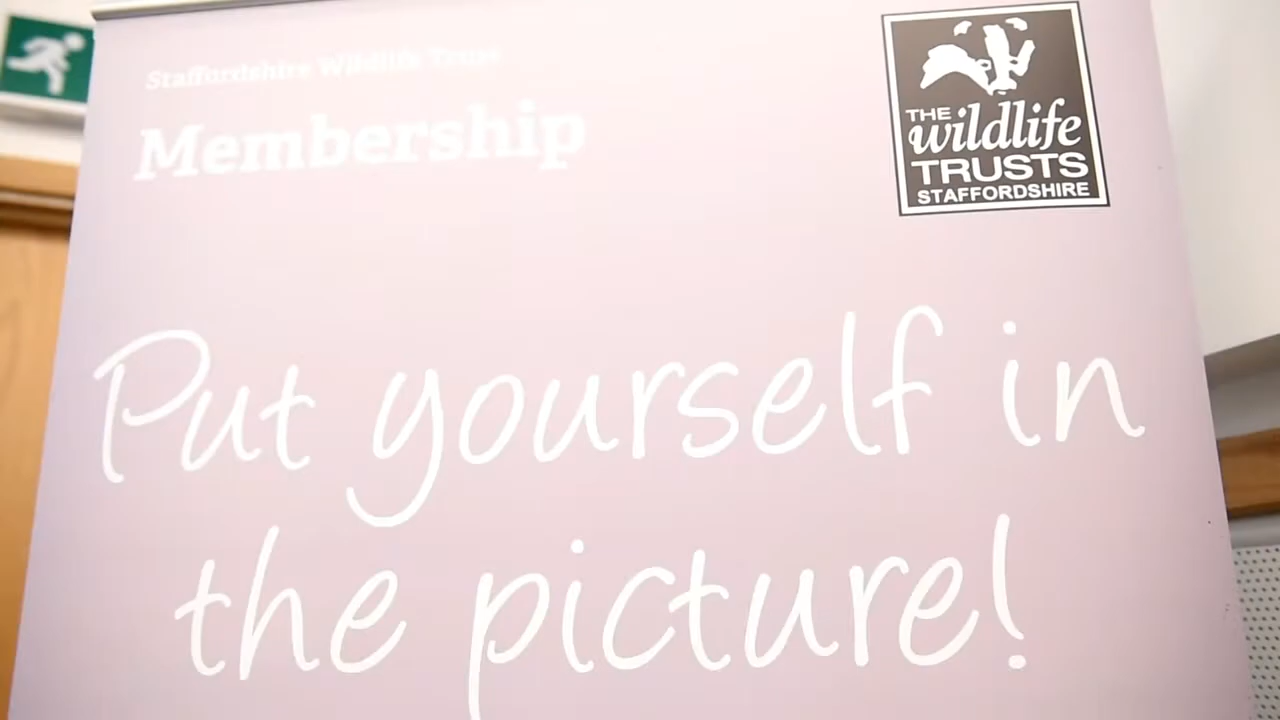 Staffordshire Wildlife Trust
Membership
THE
wildlife
TRUSTS
STAFFORDSHIRE
Put yourself in
the picture!